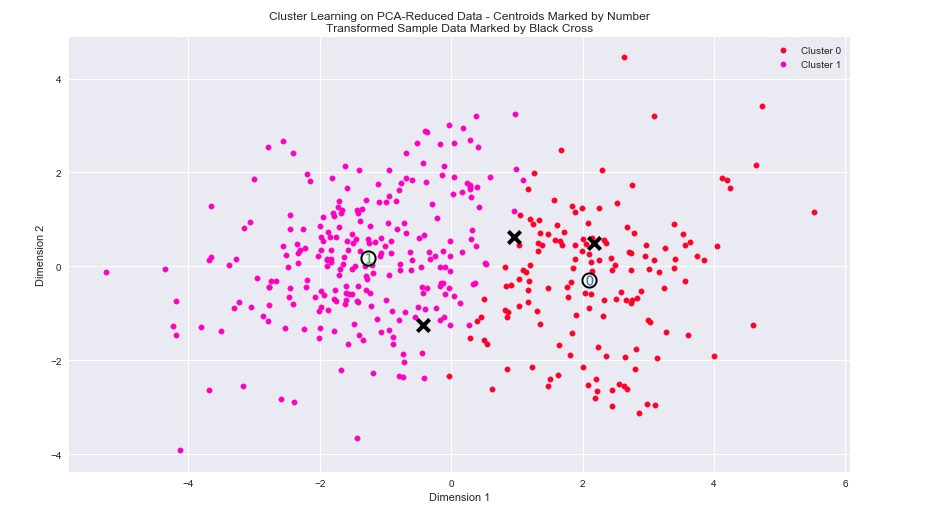 Cluster Learning on PCA-Reduced Data - Centroids Marked by Number
Transformed Sample Data Marked by Black Cross
Cluster 0
Cluster 1
4
2
0
−2
−4
Dimension 2
1
0
−4
−2
0
2
4
6
Dimension 1